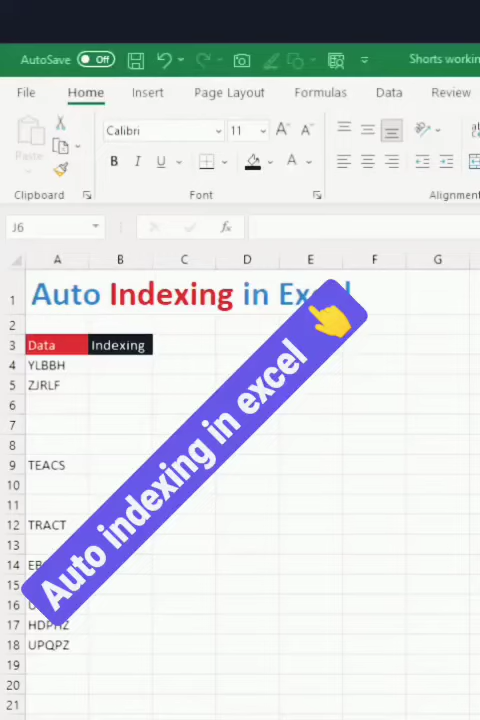 AutoSave Off Shorts workin
File Home Insert Page Layout Formulas Data Review
Paste
Calibri 11
B I U A
Clipboard Font Alignment
J6 fx
A B C D E F G
1 Auto Indexing in Excel
2
3 Data Indexing
4 YLBBH
5 ZJRLF
6
7
8
9 TEACS
10
11
12 TRACT
13
14 EB
15
16
17 HDPHZ
18 UPQPZ
19
20
21
Auto indexing in excel